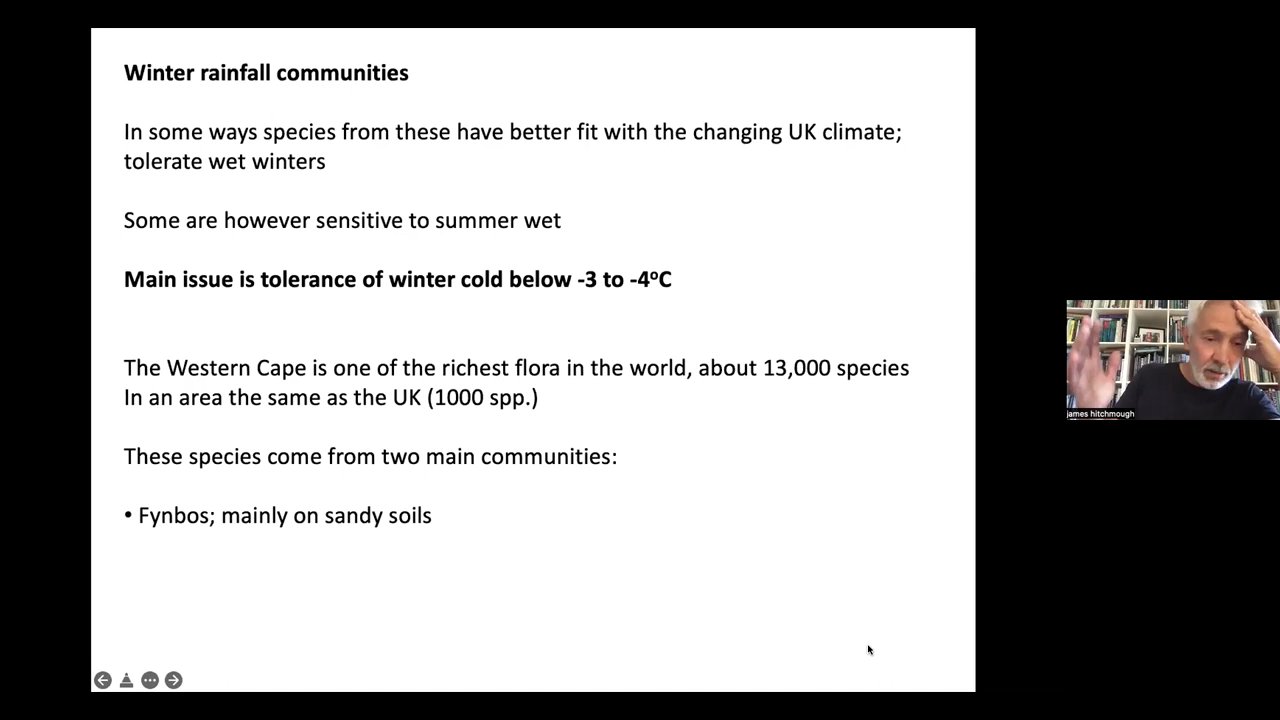 Winter rainfall communities
In some ways species from these have better fit with the changing UK climate;
tolerate wet winters
Some are however sensitive to summer wet
Main issue is tolerance of winter cold below -3 to -4ºC
The Western Cape is one of the richest flora in the world, about 13,000 species
In an area the same as the UK (1000 spp.)
These species come from two main communities:
• Fynbos; mainly on sandy soils
james hitchmough